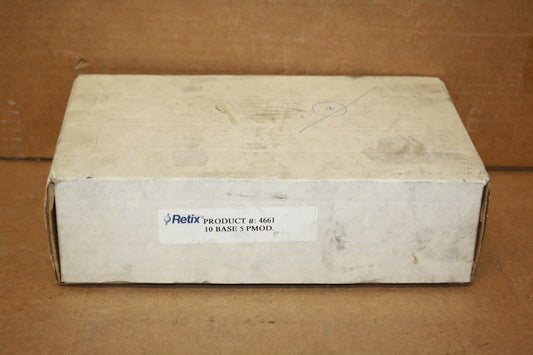 Retix PRODUCT #: 4661
10 BASE 5 PMOD.